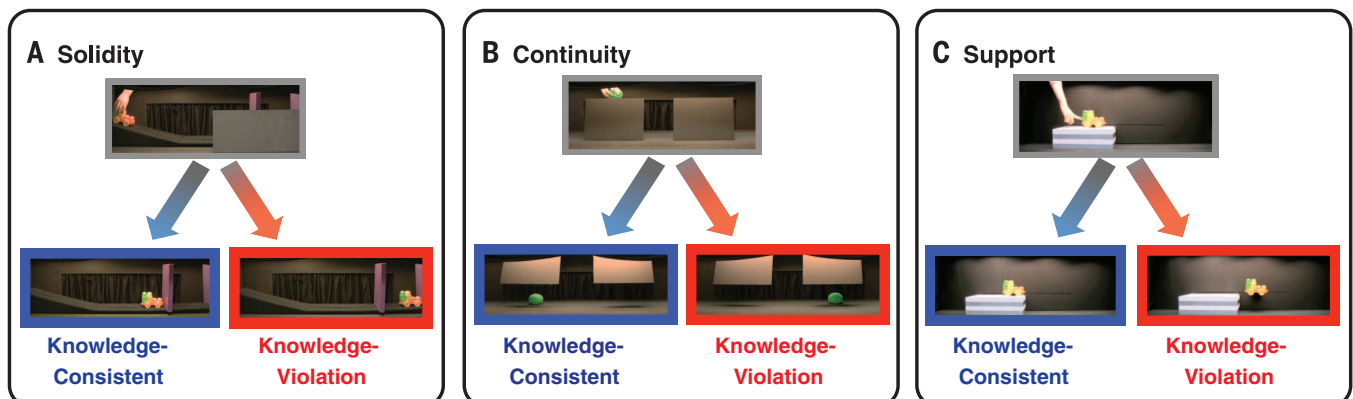 A Solidity
Knowledge-
Consistent
Knowledge-
Violation
B Continuity
Knowledge-
Consistent
Knowledge-
Violation
C Support
Knowledge-
Consistent
Knowledge-
Violation